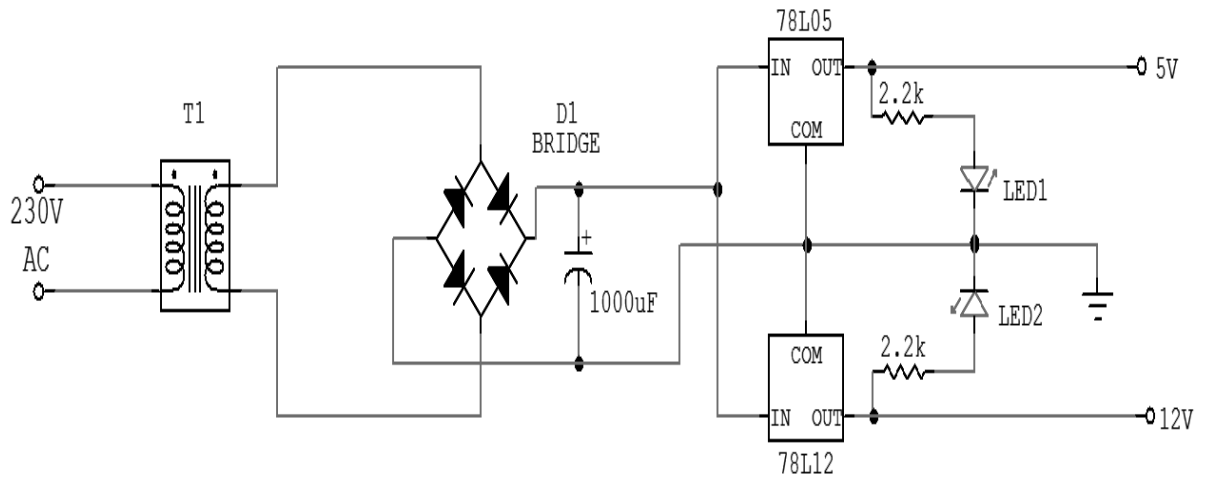 78L05
IN OUT
COM
5V
2.2k
LED1
T1
D1
BRIDGE
230V
AC
+
1000uF
LED2
2.2k
COM
IN OUT
12V
78L12